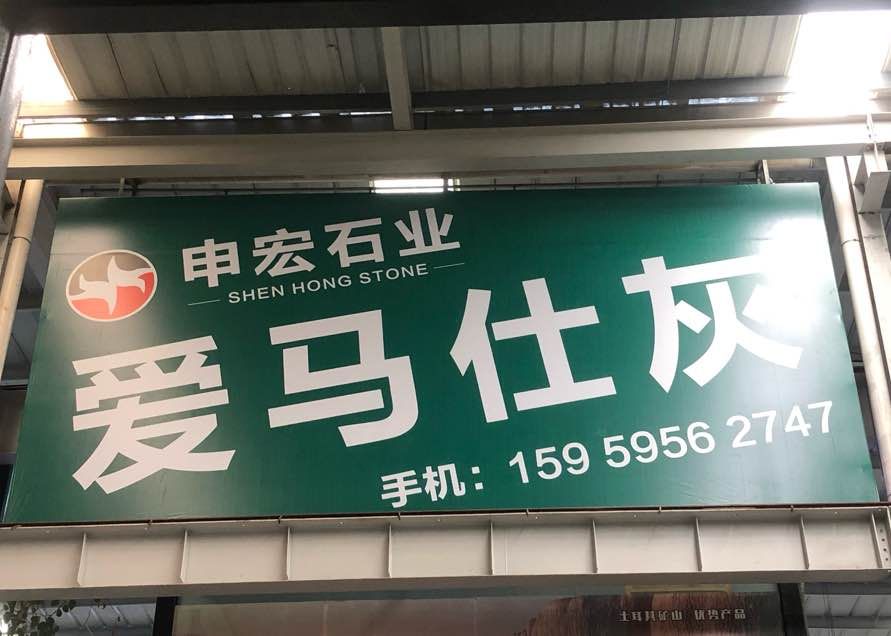 申宏石业
SHEN HONG STONE
爱马仕灰
手机：159 5956 2747
土耳其矿山 优势产品